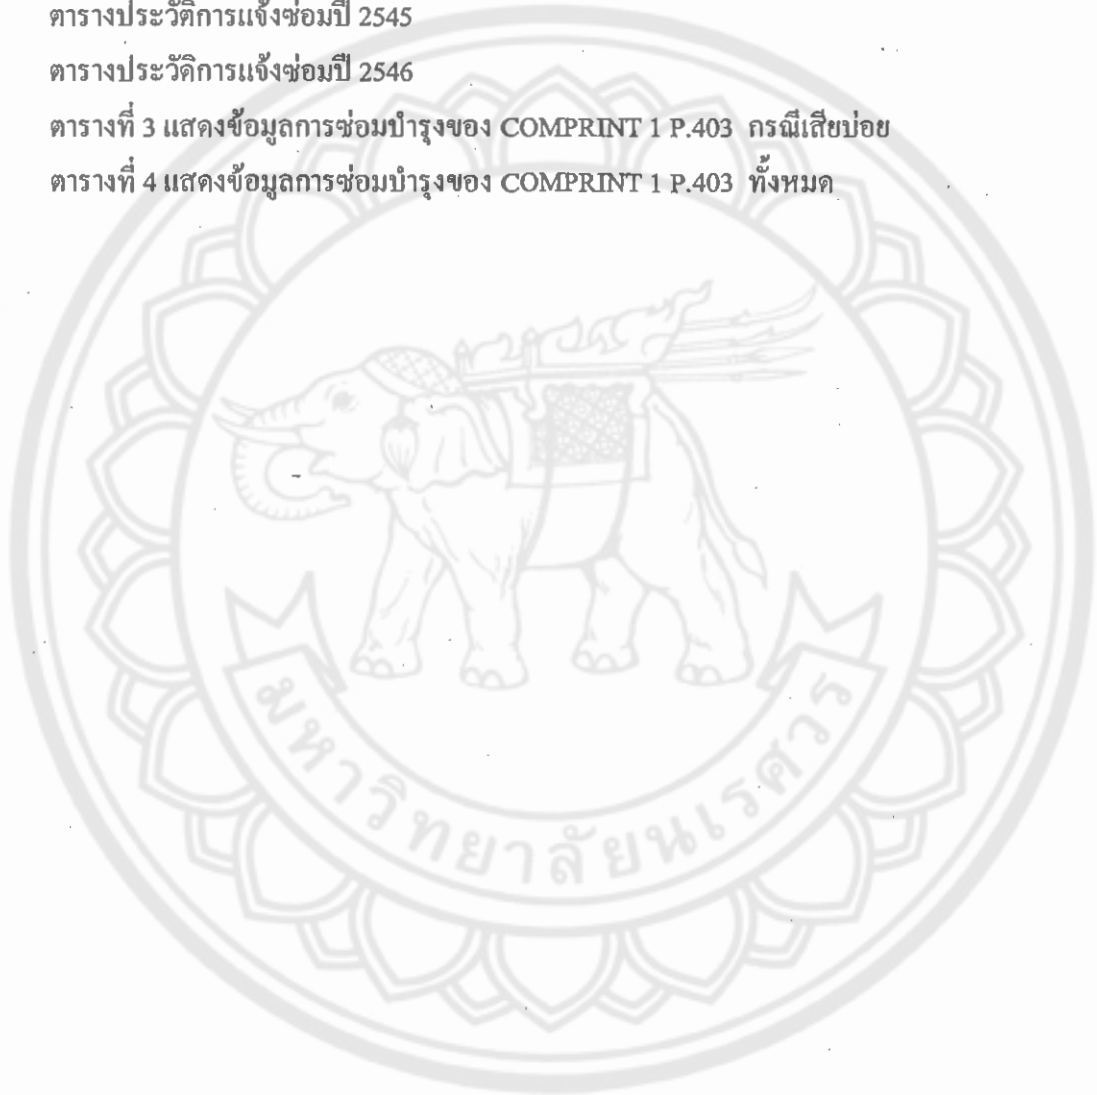 ตารางประวัติการแจ้งซ่อมปี 2545
ตารางประวัติการแจ้งซ่อมปี 2546
ตารางที่ 3 แสดงข้อมูลการซ่อมบำรุงของ COMPRINT 1 P.403 กรณีเสียบ่อย
ตารางที่ 4 แสดงข้อมูลการซ่อมบำรุงของ COMPRINT 1 P.403 ทั้งหมด
มหาวิทยาลัยนเรศวร